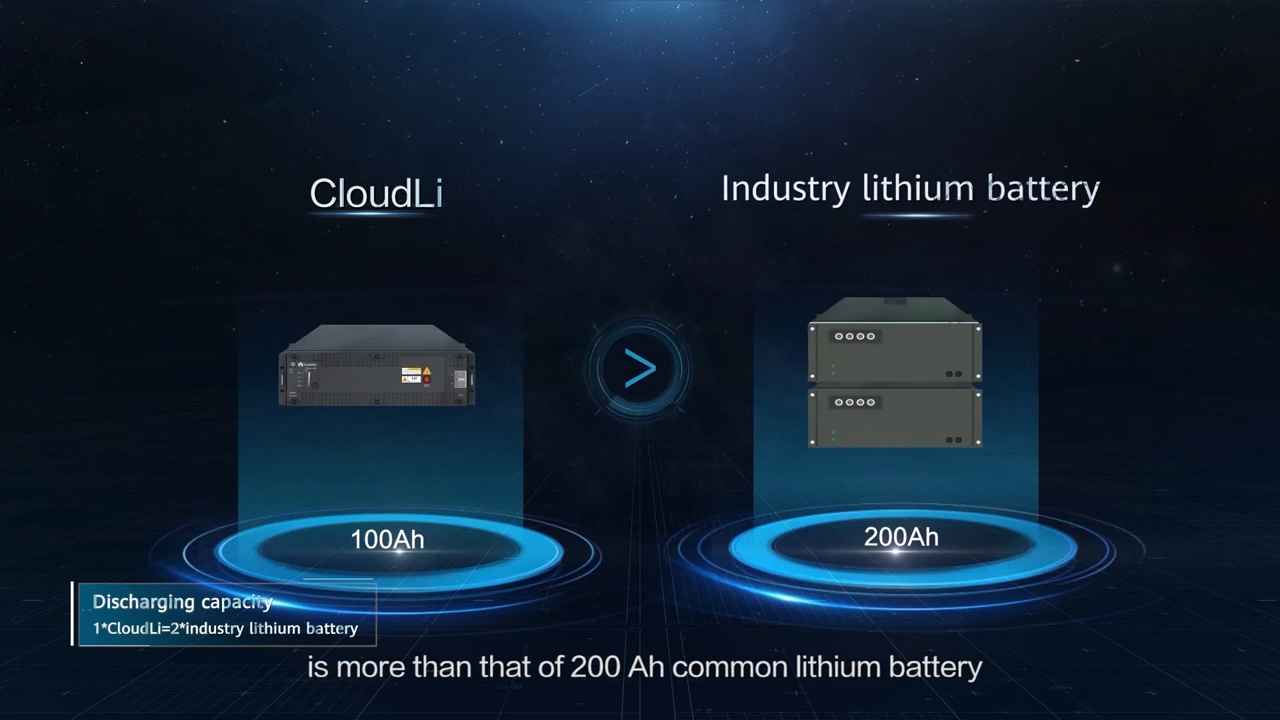 CloudLi
Industry lithium battery
>
100Ah
200Ah
Discharging capacity
1*CloudLi=2*industry lithium battery
is more than that of 200 Ah common lithium battery